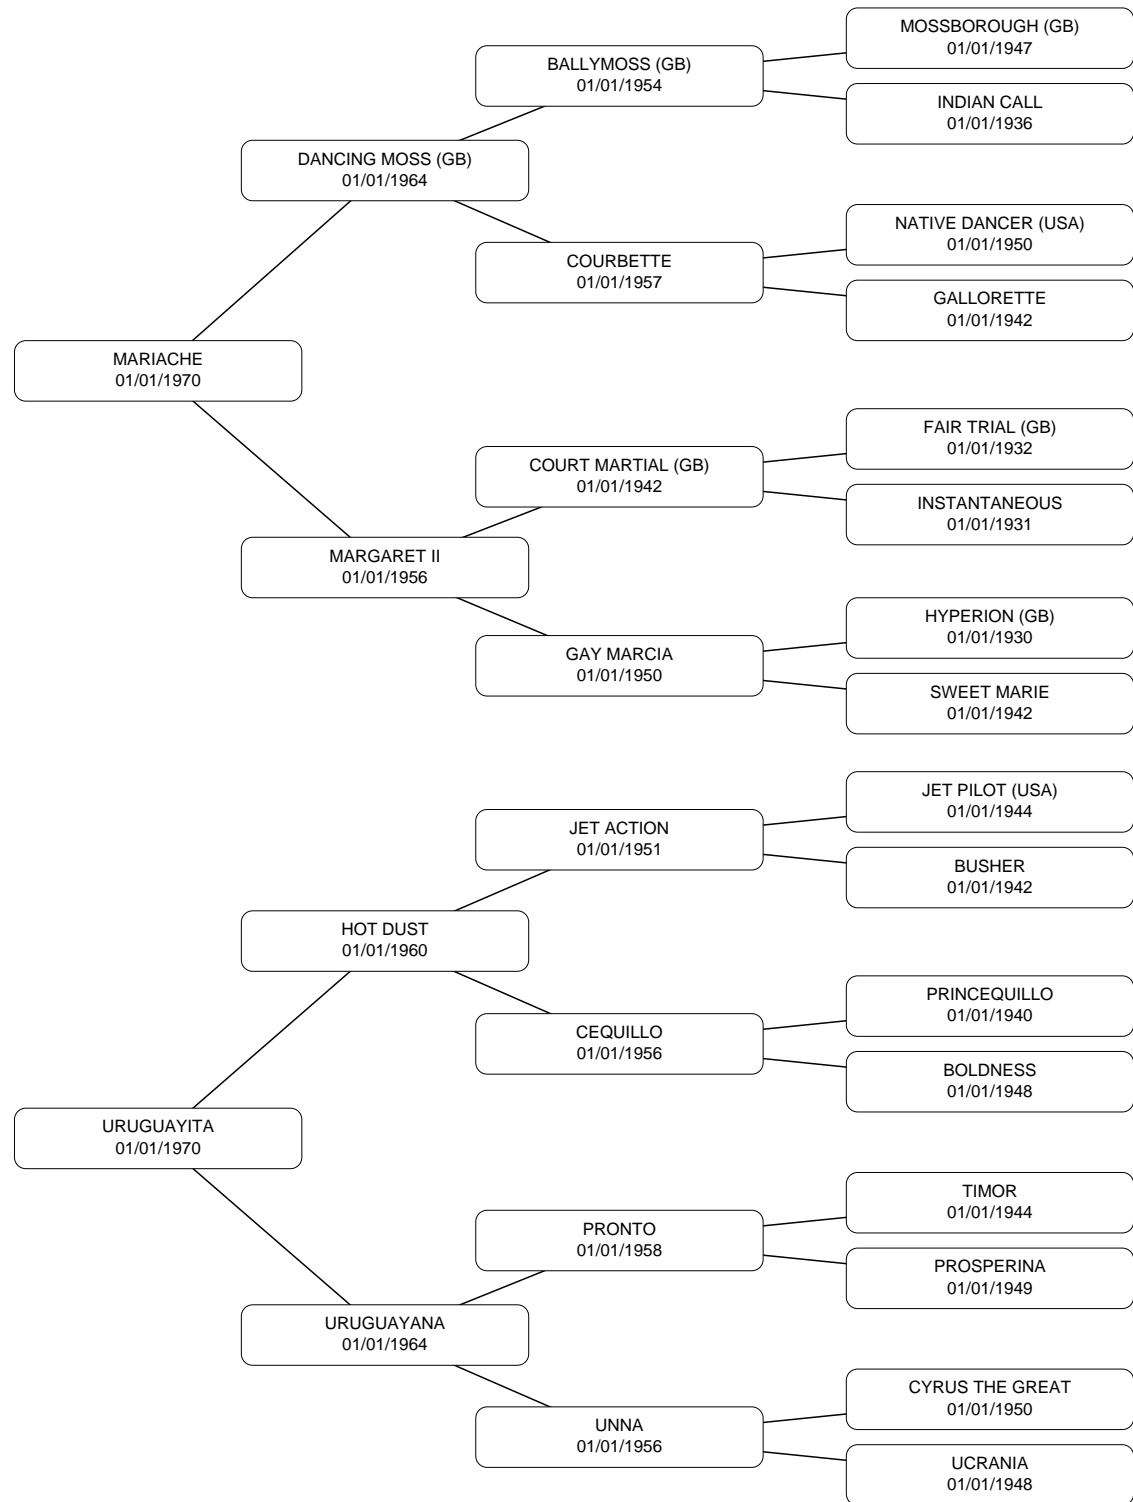 MOSSBOROUGH (GB)
01/01/1947
BALLYMOSS (GB)
01/01/1954
INDIAN CALL
01/01/1936
DANCING MOSS (GB)
01/01/1964
NATIVE DANCER (USA)
01/01/1950
COURBETTE
01/01/1957
GALLORETTE
01/01/1942
MARIACHE
01/01/1970
FAIR TRIAL (GB)
01/01/1932
COURT MARTIAL (GB)
01/01/1942
INSTANTANEOUS
01/01/1931
MARGARET II
01/01/1956
HYPERION (GB)
01/01/1930
GAY MARCIA
01/01/1950
SWEET MARIE
01/01/1942
JET PILOT (USA)
01/01/1944
JET ACTION
01/01/1951
BUSHER
01/01/1942
HOT DUST
01/01/1960
PRINCEQUILLO
01/01/1940
CEQUILLO
01/01/1956
BOLDNESS
01/01/1948
URUGUAYITA
01/01/1970
TIMOR
01/01/1944
PRONTO
01/01/1958
PROSPERINA
01/01/1949
URUGUAYANA
01/01/1964
CYRUS THE GREAT
01/01/1950
UNNA
01/01/1956
UCRANIA
01/01/1948